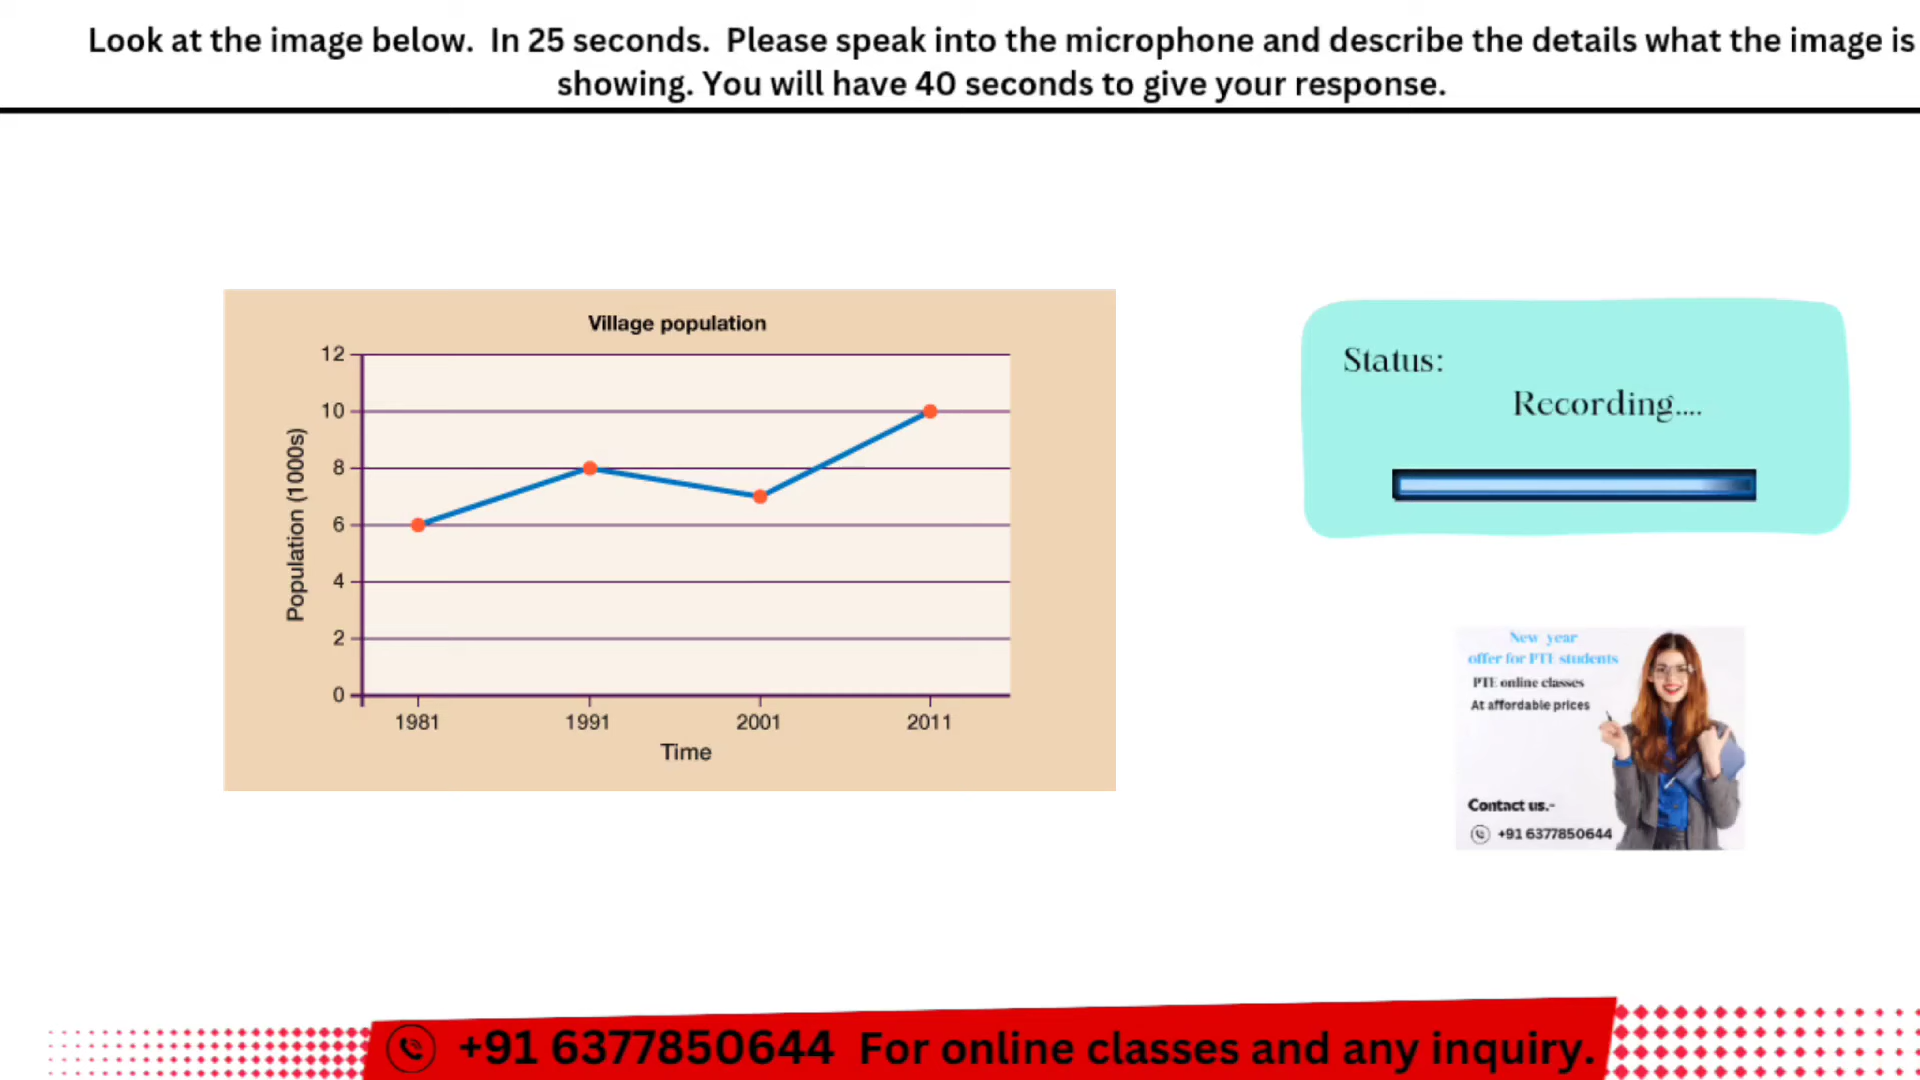 Look at the image below. In 25 seconds. Please speak into the microphone and describe the details what the image is
showing. You will have 40 seconds to give your response.
Village population
12
10
8
6
4
2
0
Population (1000s)
1981 1991 2001 2011
Time
Status:
Recording....
New year
offer for PTE students
PTE online classes
At affordable prices
Contact us.-
+91 6377850644
+91 6377850644 For online classes and any inquiry.